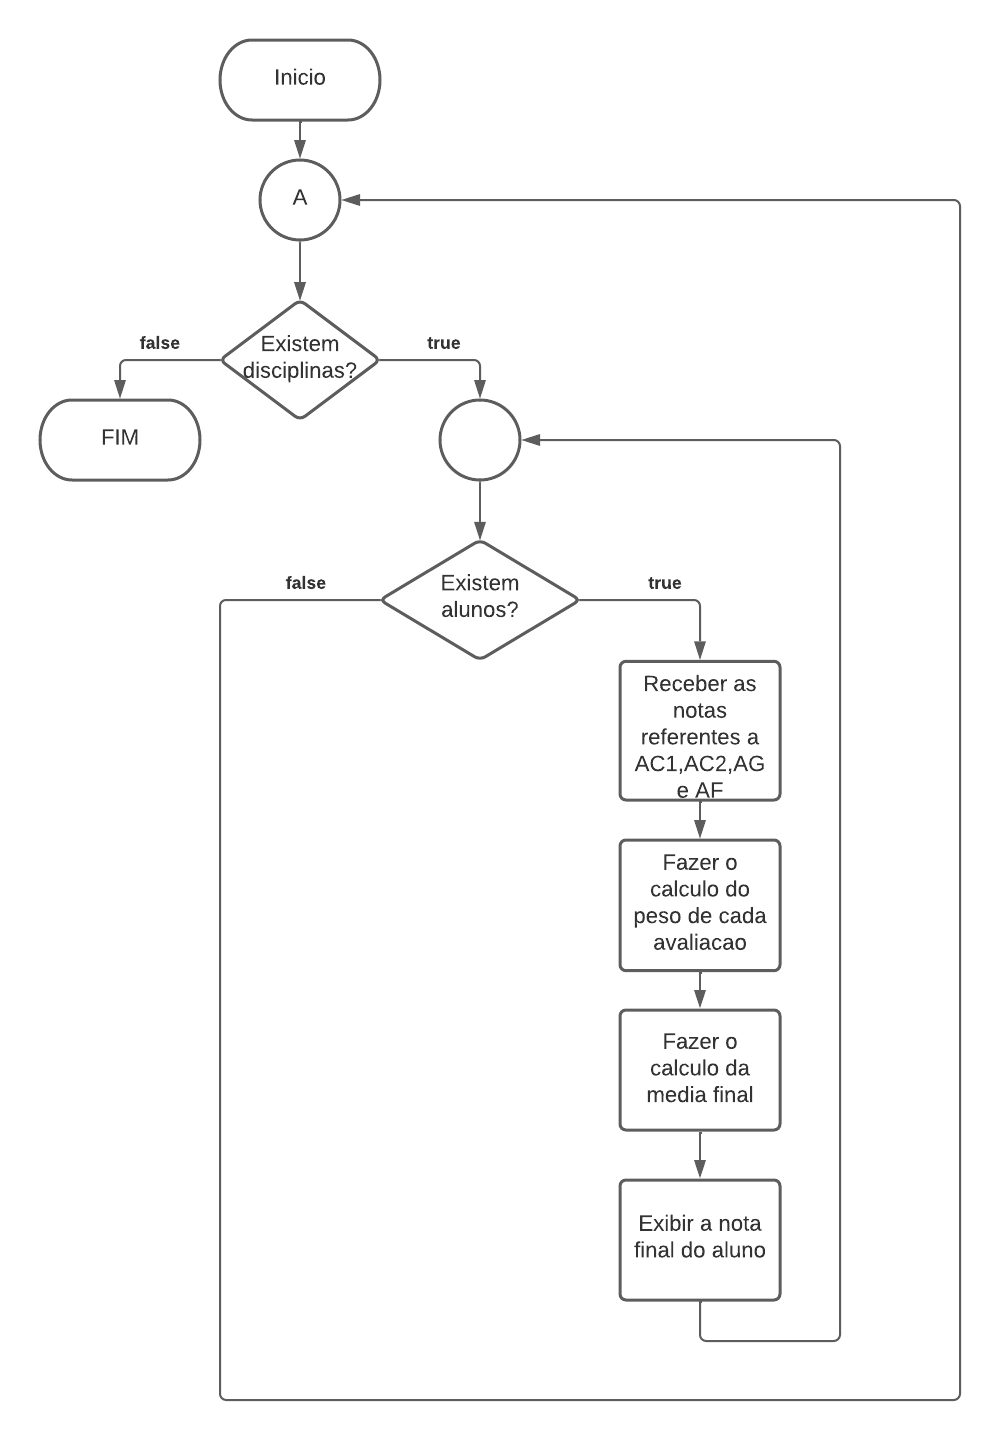 Inicio
A
Existem
disciplinas?
false
true
FIM
Existem
alunos?
false
true
Receber as
notas
referentes a
AC1,AC2,AG
e AF
Fazer o
calculo do
peso de cada
avaliacao
Fazer o
calculo da
media final
Exibir a nota
final do aluno